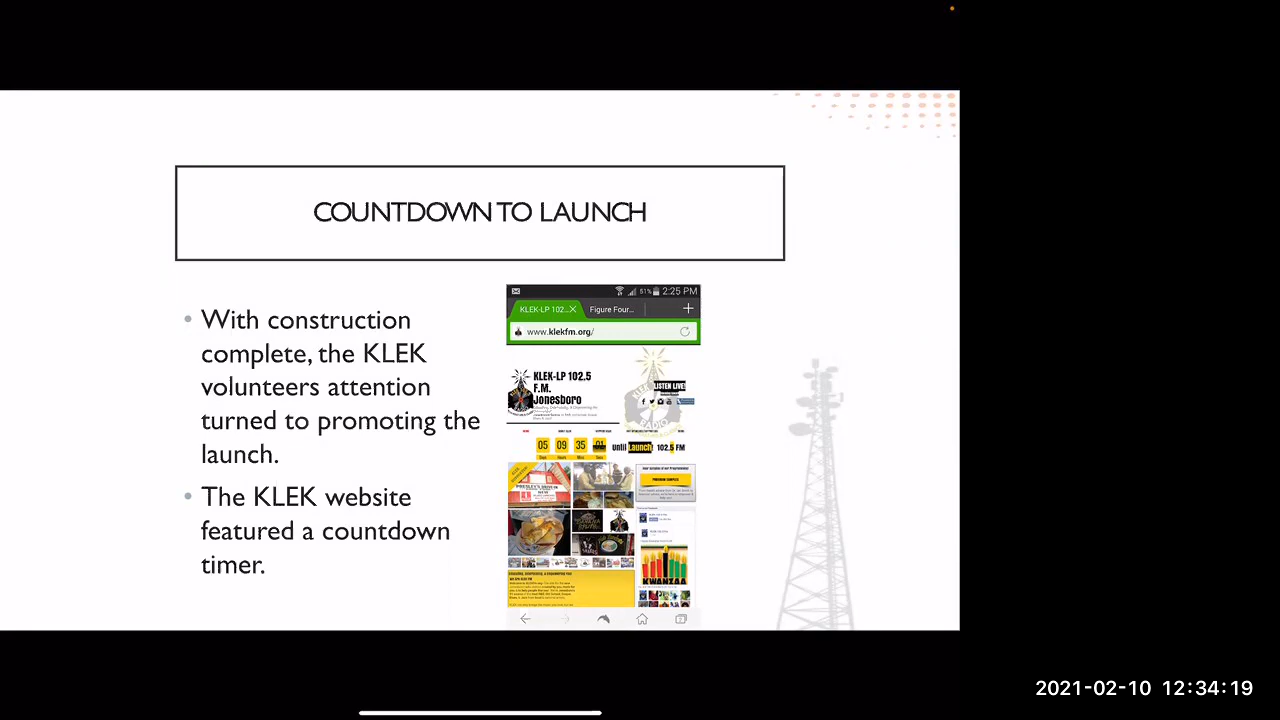 COUNTDOWN TO LAUNCH
With construction
complete, the KLEK
volunteers attention
turned to promoting the
launch.
The KLEK website
featured a countdown
timer.
51% 2:25 PM
KLEK-LP 102...
Figure Four...
www.klekfm.org/
KLEK-LP 102.5
F.M.
Jonesboro
LISTEN LIVE!
05 09 35 01 until Launch 102.5 FM
KWANZAA
2021-02-10 12:34:19